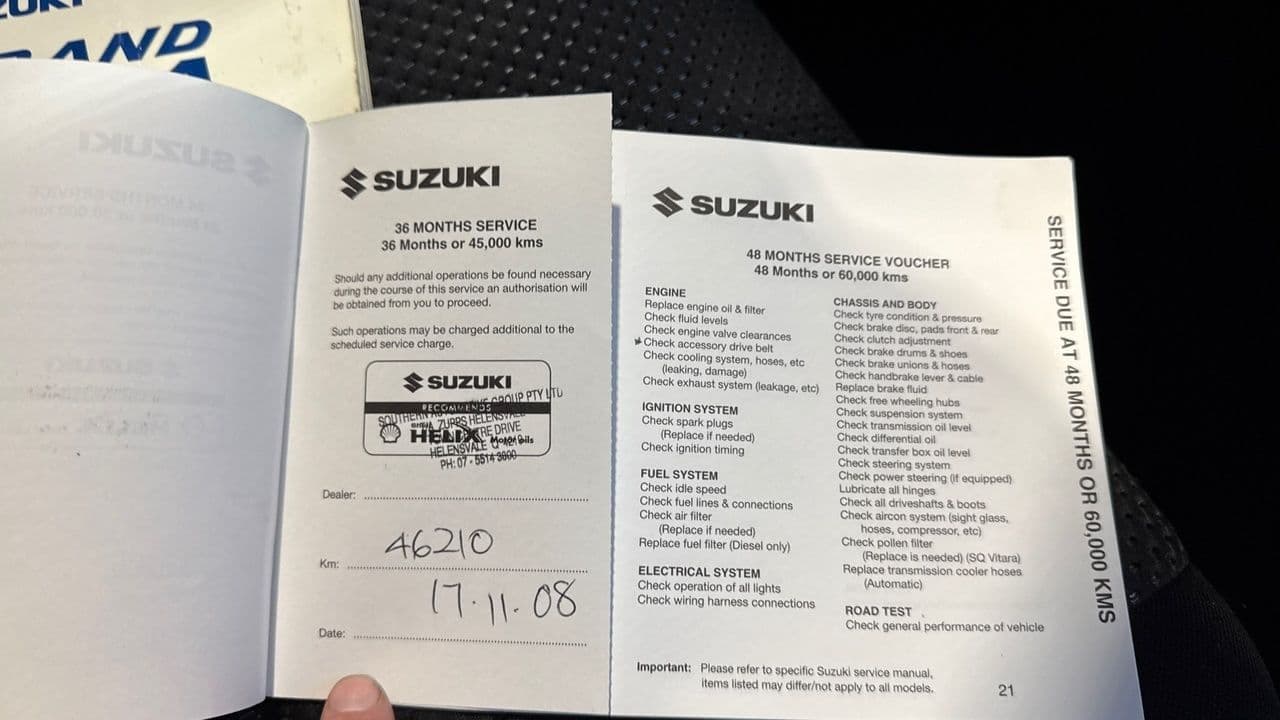 AND
SUZUKI
36 MONTHS SERVICE
36 Months or 45,000 kms
Should any additional operations be found necessary
during the course of this service an authorisation will
be obtained from you to proceed.
Such operations may be charged additional to the
scheduled service charge.
SUZUKI
RECOMMENDS
GROUP PTY LTD
SOUTHERN
ZUPPS HELENSVALE
HELIX Motor Oils
DRIVE
HELENSVALE Q 4212
PH: 07 - 5514 3800
Dealer:
Km: 46210
17.11.08
Date:
SUZUKI
48 MONTHS SERVICE VOUCHER
48 Months or 60,000 kms
ENGINE
Replace engine oil & filter
Check fluid levels
Check engine valve clearances
*Check accessory drive belt
Check cooling system, hoses, etc
(leaking, damage)
Check exhaust system (leakage, etc)
IGNITION SYSTEM
Check spark plugs
(Replace if needed)
Check ignition timing
FUEL SYSTEM
Check idle speed
Check fuel lines & connections
Check air filter
(Replace if needed)
Replace fuel filter (Diesel only)
ELECTRICAL SYSTEM
Check operation of all lights
Check wiring harness connections
CHASSIS AND BODY
Check tyre condition & pressure
Check brake disc, pads front & rear
Check clutch adjustment
Check brake drums & shoes
Check brake unions & hoses
Check handbrake lever & cable
Replace brake fluid
Check free wheeling hubs
Check suspension system
Check transmission oil level
Check differential oil
Check transfer box oil level
Check steering system
Check power steering (if equipped)
Lubricate all hinges
Check all driveshafts & boots
Check aircon system (sight glass,
hoses, compressor, etc)
Check pollen filter
(Replace is needed) (SQ Vitara)
Replace transmission cooler hoses
(Automatic)
ROAD TEST
Check general performance of vehicle
Important: Please refer to specific Suzuki service manual,
items listed may differ/not apply to all models.
21
SERVICE DUE AT 48 MONTHS OR 60,000 KMS